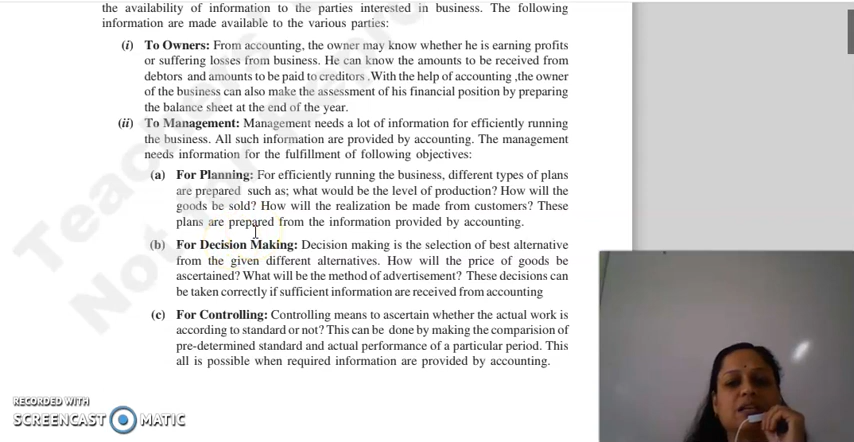 the availability of information to the parties interested in business. The following
information are made available to the various parties:
(i) To Owners: From accounting, the owner may know whether he is earning profits
or suffering losses from business. He can know the amounts to be received from
debtors and amounts to be paid to creditors .With the help of accounting ,the owner
of the business can also make the assessment of his financial position by preparing
the balance sheet at the end of the year.
(ii) To Management: Management needs a lot of information for efficiently running
the business. All such information are provided by accounting. The management
needs information for the fulfillment of following objectives:
(a) For Planning: For efficiently running the business, different types of plans
are prepared such as; what would be the level of production? How will the
goods be sold? How will the realization be made from customers? These
plans are prepared from the information provided by accounting.
(b) For Decision Making: Decision making is the selection of best alternative
from the given different alternatives. How will the price of goods be
ascertained? What will be the method of advertisement? These decisions can
be taken correctly if sufficient information are received from accounting
(c) For Controlling: Controlling means to ascertain whether the actual work is
according to standard or not? This can be done by making the comparision of
pre-determined standard and actual performance of a particular period. This
all is possible when required information are provided by accounting.
RECORDED WITH
SCREENCAST MATIC